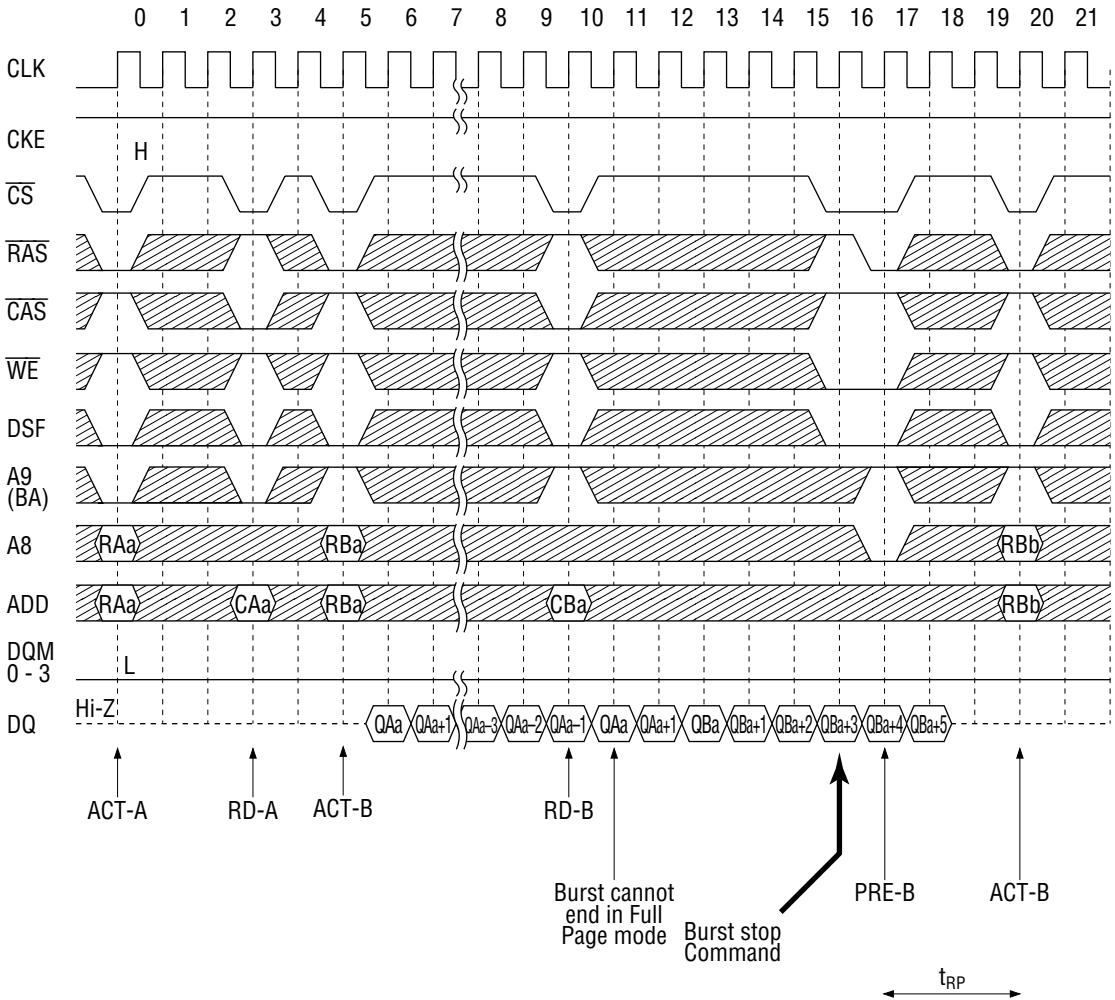 0 1 2 3 4 5 6 7 8 9 10 11 12 13 14 15 16 17 18 19 20 21
CLK
CKE
H
CS
RAS
CAS
WE
DSF
A9
(BA)
A8 RAa RBa RBb
ADD RAa CAa RBa CBa RBb
DQM
0 - 3
L
Hi-Z
DQ QAa QAa+1 QAa–3 QAa–2 QAa–1 QAa QAa+1 QBa QBa+1 QBa+2 QBa+3 QBa+4 QBa+5
ACT-A RD-A ACT-B RD-B
Burst cannot
end in Full
Page mode
Burst stop
Command
PRE-B ACT-B
tRP